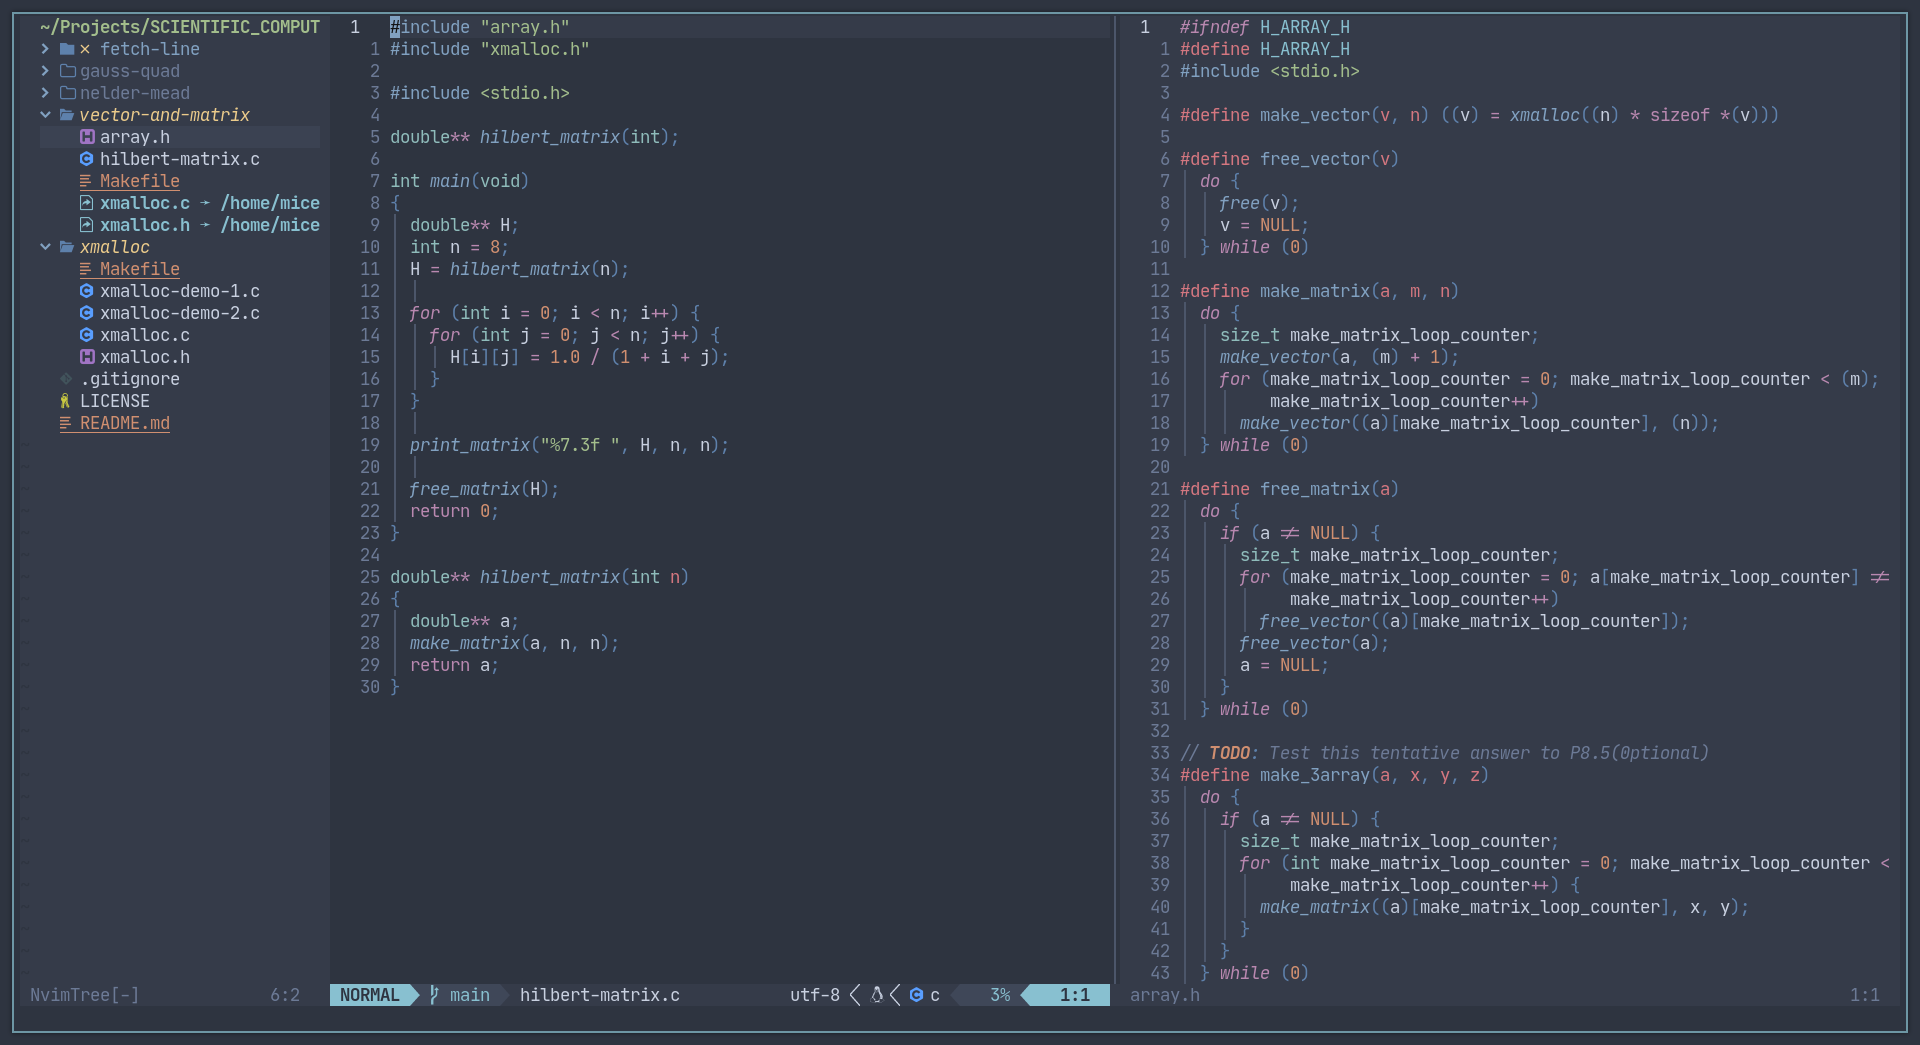 ~/Projects/SCIENTIFIC_COMPUT
fetch-line
gauss-quad
nelder-mead
vector-and-matrix
array.h
hilbert-matrix.c
Makefile
xmalloc.c → /home/mice
xmalloc.h → /home/mice
xmalloc
Makefile
xmalloc-demo-1.c
xmalloc-demo-2.c
xmalloc.c
xmalloc.h
.gitignore
LICENSE
README.md
NvimTree[-] 6:2
1 #include "array.h"
1 #include "xmalloc.h"
2
3 #include <stdio.h>
4
5 double** hilbert_matrix(int);
6
7 int main(void)
8 {
9 double** H;
10 int n = 8;
11 H = hilbert_matrix(n);
12
13 for (int i = 0; i < n; i++) {
14 for (int j = 0; j < n; j++) {
15 H[i][j] = 1.0 / (1 + i + j);
16 }
17 }
18
19 print_matrix("%7.3f ", H, n, n);
20
21 free_matrix(H);
22 return 0;
23 }
24
25 double** hilbert_matrix(int n)
26 {
27 double** a;
28 make_matrix(a, n, n);
29 return a;
30 }
NORMAL main hilbert-matrix.c utf-8 c 3% 1:1
1 #ifndef H_ARRAY_H
1 #define H_ARRAY_H
2 #include <stdio.h>
3
4 #define make_vector(v, n) ((v) = xmalloc((n) * sizeof *(v)))
5
6 #define free_vector(v)
7 do {
8 free(v);
9 v = NULL;
10 } while (0)
11
12 #define make_matrix(a, m, n)
13 do {
14 size_t make_matrix_loop_counter;
15 make_vector(a, (m) + 1);
16 for (make_matrix_loop_counter = 0; make_matrix_loop_counter < (m);
17 make_matrix_loop_counter++)
18 make_vector((a)[make_matrix_loop_counter], (n));
19 } while (0)
20
21 #define free_matrix(a)
22 do {
23 if (a != NULL) {
24 size_t make_matrix_loop_counter;
25 for (make_matrix_loop_counter = 0; a[make_matrix_loop_counter] !=
26 make_matrix_loop_counter++)
27 free_vector((a)[make_matrix_loop_counter]);
28 free_vector(a);
29 a = NULL;
30 }
31 } while (0)
32
33 // TODO: Test this tentative answer to P8.5(0ptional)
34 #define make_3array(a, x, y, z)
35 do {
36 if (a != NULL) {
37 size_t make_matrix_loop_counter;
38 for (int make_matrix_loop_counter = 0; make_matrix_loop_counter <
39 make_matrix_loop_counter++) {
40 make_matrix((a)[make_matrix_loop_counter], x, y);
41 }
42 }
43 } while (0)
array.h 1:1